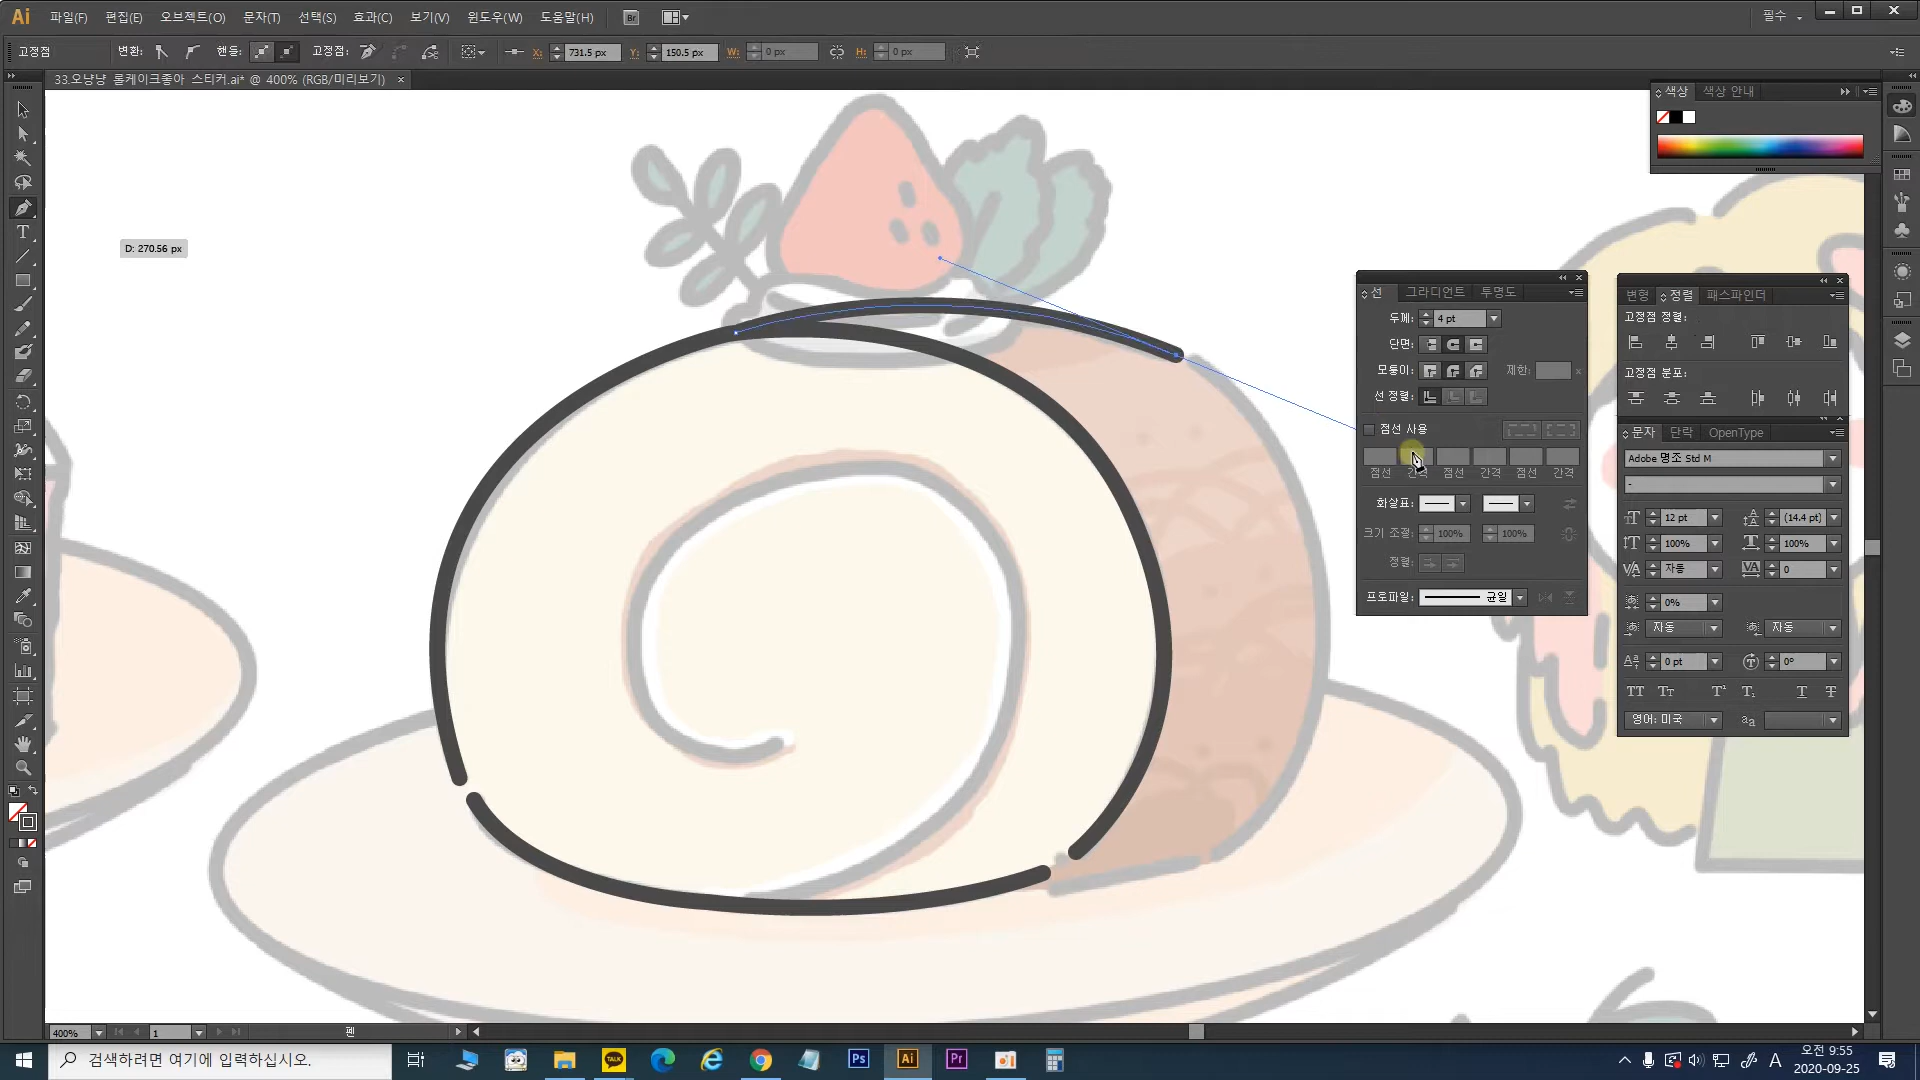 Ai 파일(F) 편집(E) 오브젝트(O) 문자(T) 선택(S) 효과(C) 보기(V) 윈도우(W) 도움말(H) Br 필수
고정점 변환: 핸들: 고정점: X: 731.5 px Y: 150.5 px W: 0 px H: 0 px
33.오냥냥 롤케이크좋아 스티커.ai* @ 400% (RGB/미리보기) ×
색상 색상 안내
D: 270.56 px
선 그라디언트 투명도
두께: 4 pt
단면:
모퉁이: 제한: x
선 정렬:
점선 사용
점선 간격 점선 간격 점선 간격
화살표:
크기 조절: 100% 100%
정렬:
프로파일: 균일
변형 정렬 패스파인더
고정점 정렬:
고정점 분포:
문자 단락 OpenType
Adobe 명조 Std M
-
12 pt (14.4 pt)
100% 100%
자동 0
0%
자동 자동
0 pt 0°
영어: 미국
400% 1 펜
검색하려면 여기에 입력하십시오.
TALK Ps Ai Pr
A 오전 9:55
2020-09-25